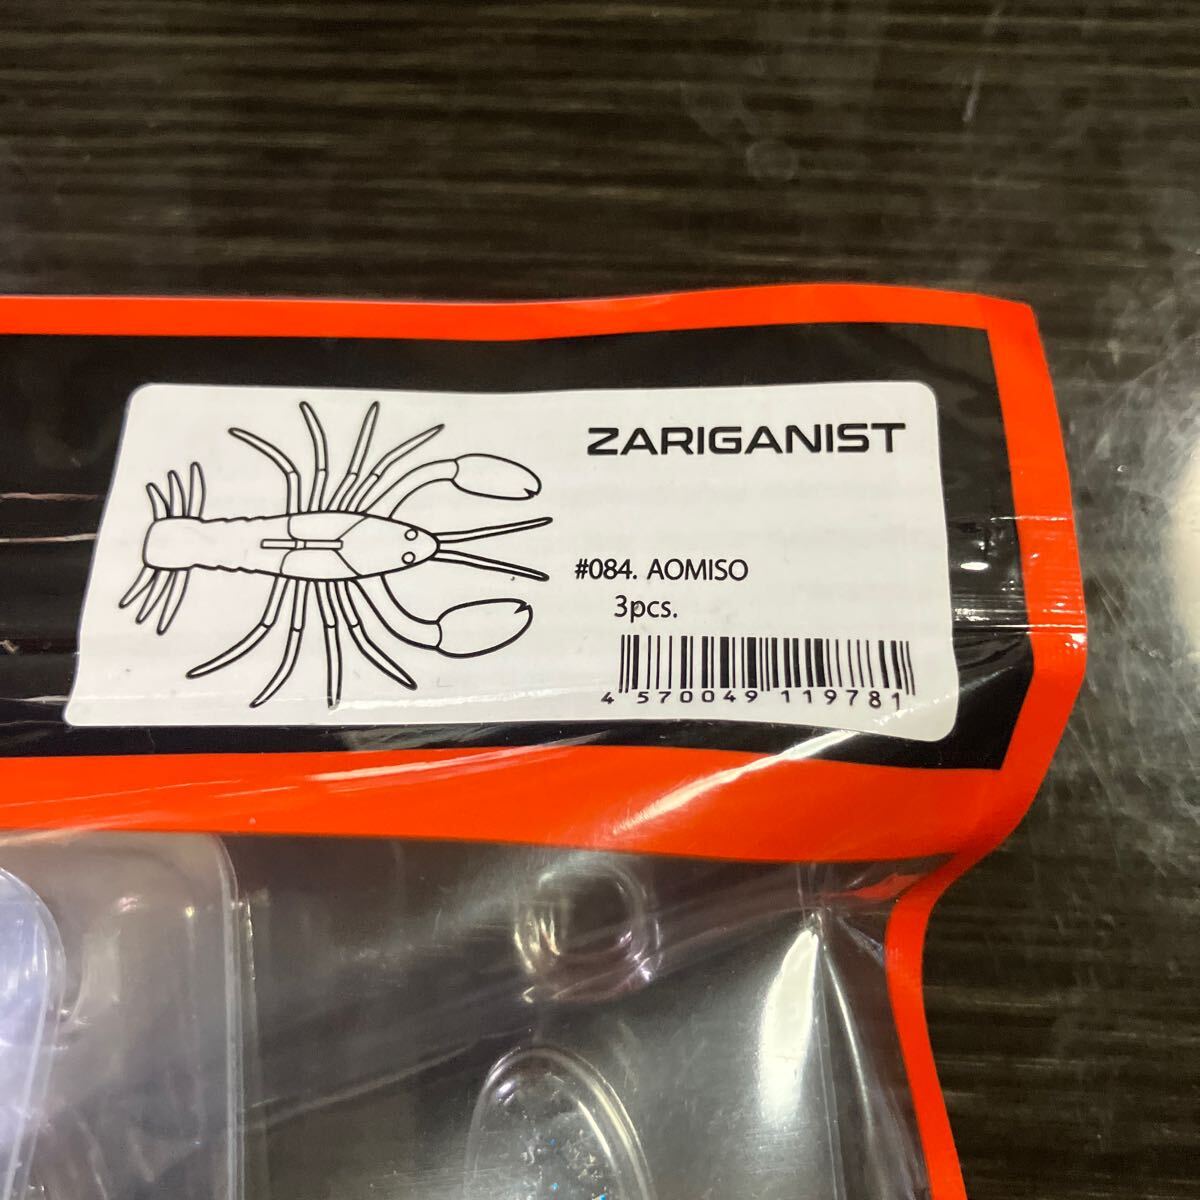 ZARIGANIST
#084. AOMISO
3pcs.
4 570049 119781